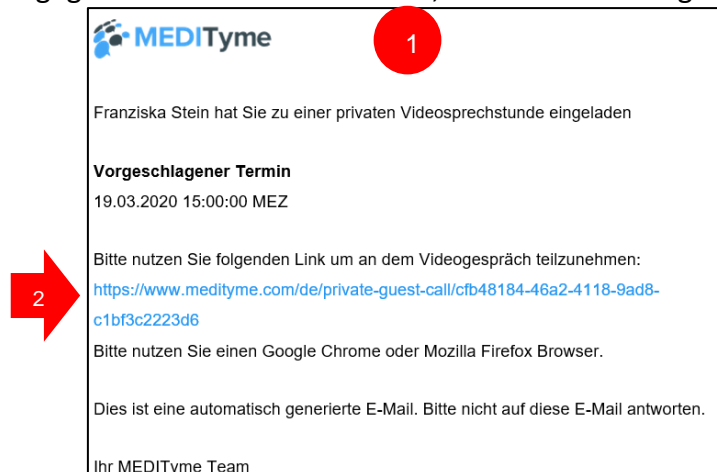 MEDITyme
1
Franziska Stein hat Sie zu einer privaten Videosprechstunde eingeladen
Vorgeschlagener Termin
19.03.2020 15:00:00 MEZ
Bitte nutzen Sie folgenden Link um an dem Videogespräch teilzunehmen:
2
https://www.medityme.com/de/private-guest-call/cfb48184-46a2-4118-9ad8-
c1bf3c2223d6
Bitte nutzen Sie einen Google Chrome oder Mozilla Firefox Browser.
Dies ist eine automatisch generierte E-Mail. Bitte nicht auf diese E-Mail antworten.
Ihr MEDITyme Team